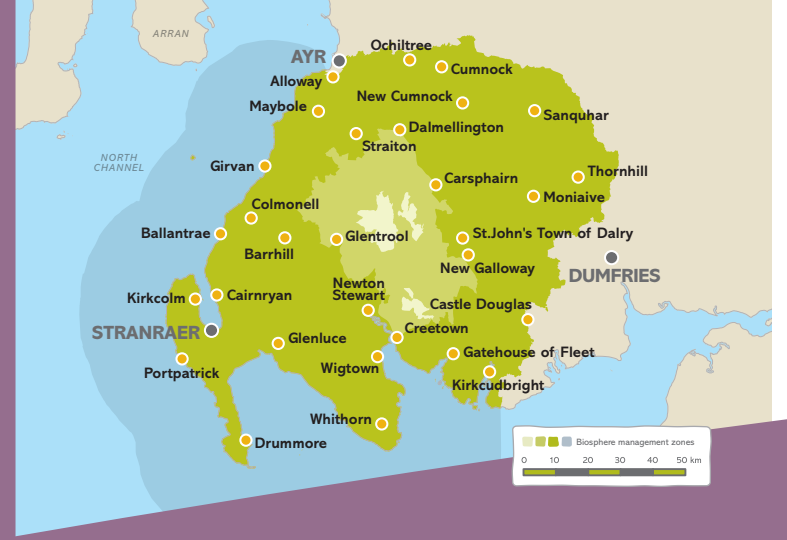 ARRAN
Ochiltree
AYR
Cumnock
Alloway
New Cumnock
Maybole
Sanquhar
Dalmellington
Straiton
NORTH
CHANNEL
Girvan
Thornhill
Carsphairn
Moniaive
Colmonell
Ballantrae
St.John's Town of Dalry
Glentrool
Barrhill
New Galloway
DUMFRIES
Newton
Stewart
Kirkcolm
Cairnryan
Castle Douglas
STRANRAER
Creetown
Glenluce
Gatehouse of Fleet
Wigtown
Portpatrick
Kirkcudbright
Whithorn
Drummore
Biosphere management zones
0 10 20 30 40 50 km